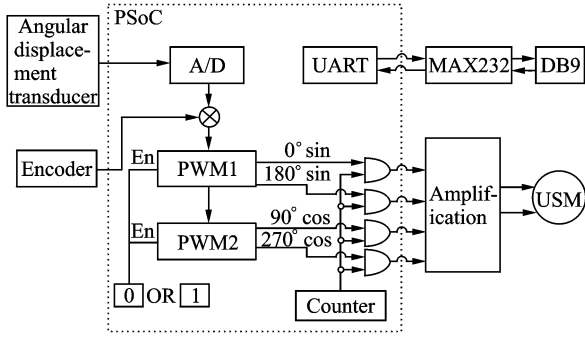 PSoC
Angular
displace-
ment
transducer
A/D
UART
MAX232
DB9
Encoder
En
PWM1
0° sin
180° sin
En
PWM2
90° cos
270° cos
Amplif-
ication
USM
0 OR 1
Counter